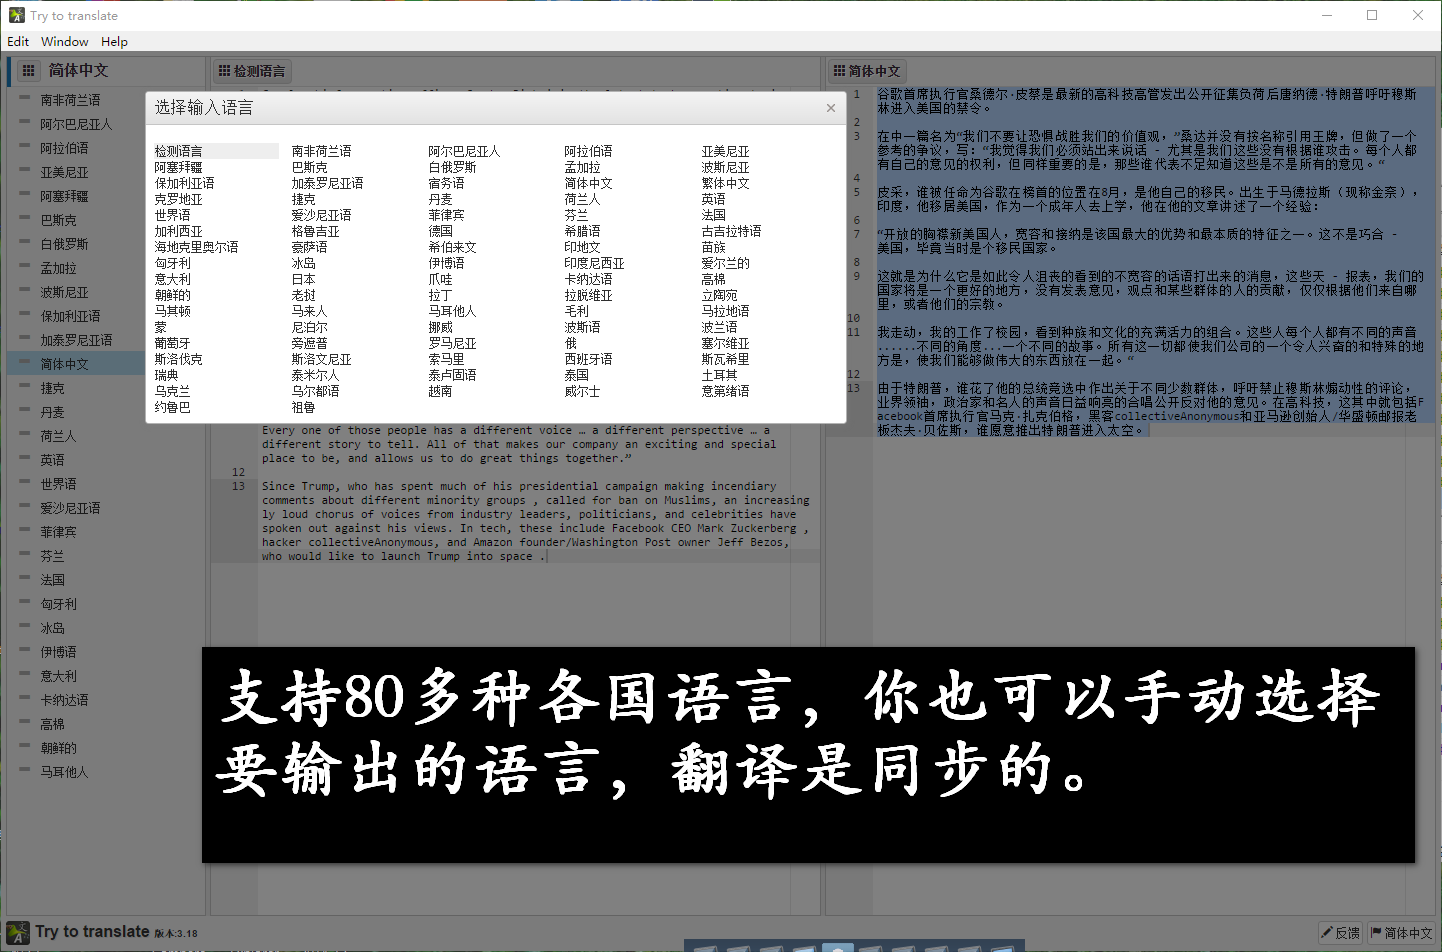 Try to translate
Edit Window Help
简体中文
南非荷兰语
阿尔巴尼亚人
阿拉伯语
亚美尼亚
阿塞拜疆
巴斯克
白俄罗斯
孟加拉
波斯尼亚
保加利亚语
加泰罗尼亚语
简体中文
捷克
丹麦
荷兰人
英语
世界语
爱沙尼亚语
菲律宾
芬兰
法国
匈牙利
冰岛
伊博语
意大利
卡纳达语
高棉
朝鲜的
马耳他人
检测语言
选择输入语言
检测语言 南非荷兰语 阿尔巴尼亚人 阿拉伯语 亚美尼亚
阿塞拜疆 巴斯克 白俄罗斯 孟加拉 波斯尼亚
保加利亚语 加泰罗尼亚语 宿务语 简体中文 繁体中文
克罗地亚 捷克 丹麦 荷兰人 英语
世界语 爱沙尼亚语 菲律宾 芬兰 法国
加利西亚 格鲁吉亚 德国 希腊语 古吉拉特语
海地克里奥尔语 豪萨语 希伯来文 印地文 苗族
匈牙利 冰岛 伊博语 印度尼西亚 爱尔兰的
意大利 日本 爪哇 卡纳达语 高棉
朝鲜的 老挝 拉丁 拉脱维亚 立陶宛
马其顿 马来人 马耳他人 毛利 马拉地语
蒙 尼泊尔 挪威 波斯语 波兰语
葡萄牙 旁遮普 罗马尼亚 俄 塞尔维亚
斯洛伐克 斯洛文尼亚 索马里 西班牙语 斯瓦希里
瑞典 泰米尔人 泰卢固语 泰国 土耳其
乌克兰 乌尔都语 越南 威尔士 意第绪语
约鲁巴 祖鲁
Every one of those people has a different voice … a different perspective … a
different story to tell. All of that makes our company an exciting and special
place to be, and allows us to do great things together.”
12
13 Since Trump, who has spent much of his presidential campaign making incendiary
comments about different minority groups , called for ban on Muslims, an increasing
ly loud chorus of voices from industry leaders, politicians, and celebrities have
spoken out against his views. In tech, these include Facebook CEO Mark Zuckerberg ,
hacker collectiveAnonymous, and Amazon founder/Washington Post owner Jeff Bezos,
who would like to launch Trump into space .
简体中文
1 谷歌首席执行官桑德尔·皮蔡是最新的高科技高管发出公开征集负荷后唐纳德·特朗普呼吁穆斯
林进入美国的禁令。
2
3 在中一篇名为“我们不要让恐惧战胜我们的价值观，”桑达并没有按名称引用王牌，但做了一个
参考的争议，写：“我觉得我们必须站出来说话 - 尤其是我们这些没有根据谁攻击。每个人都
有自己的意见的权利，但同样重要的是，那些谁代表不足知道这些是不是所有的意见。“
4
5 皮采，谁被任命为谷歌在榜首的位置在8月，是他自己的移民。出生于马德拉斯（现称金奈），
印度，他移居美国，作为一个成年人去上学，他在他的文章讲述了一个经验：
6
7 “开放的胸襟新美国人，宽容和接纳是该国最大的优势和最本质的特征之一。这不是巧合 -
美国，毕竟当时是个移民国家。
8
9 这就是为什么它是如此令人沮丧的看到的不宽容的话语打出来的消息，这些天 - 报表，我们的
国家将是一个更好的地方，没有发表意见，观点和某些群体的人的贡献，仅仅根据他们来自哪
里，或者他们的宗教。
10
11 我走动，我的工作了校园，看到种族和文化的充满活力的组合。这些人每个人都有不同的声音
......不同的角度...一个不同的故事。所有这一切都使我们公司的一个令人兴奋的和特殊的地
方是，使我们能够做伟大的东西放在一起。“
12
13 由于特朗普，谁花了他的总统竞选中作出关于不同少数群体，呼吁禁止穆斯林煽动性的评论，
业界领袖，政治家和名人的声音日益响亮的合唱公开反对他的意见。在高科技，这其中就包括F
acebook首席执行官马克·扎克伯格，黑客collectiveAnonymous和亚马逊创始人/华盛顿邮报老
板杰夫·贝佐斯，谁愿意推出特朗普进入太空。
支持80多种各国语言，你也可以手动选择
要输出的语言，翻译是同步的。
Try to translate 版本:3.18
反馈
简体中文